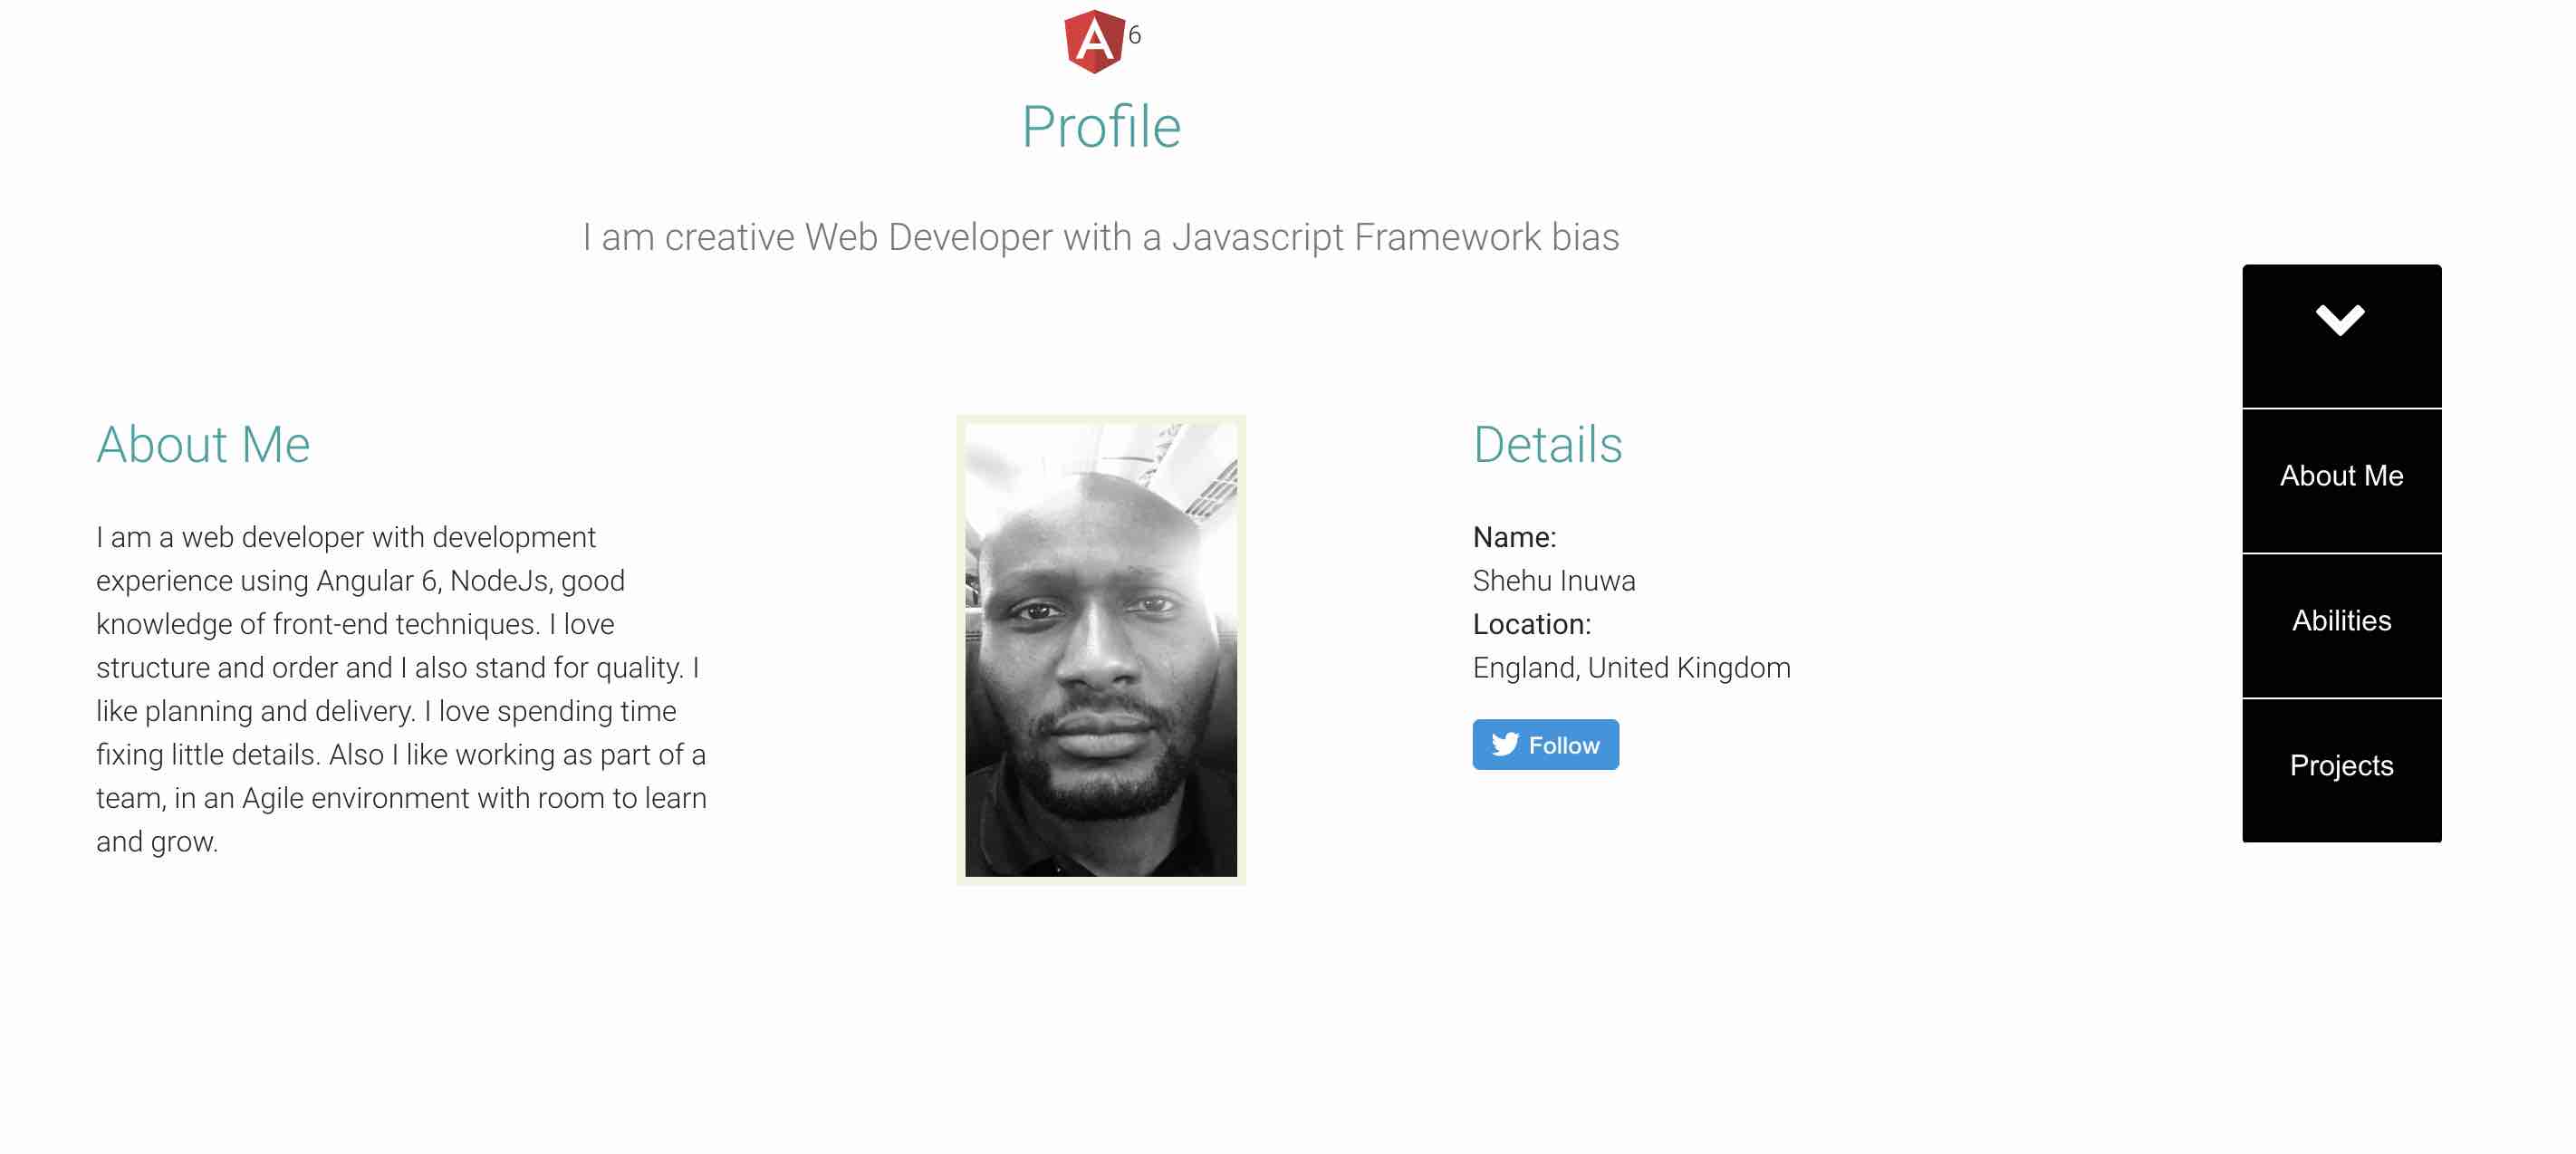 A 6
Profile
I am creative Web Developer with a Javascript Framework bias
About Me
I am a web developer with development
experience using Angular 6, NodeJs, good
knowledge of front-end techniques. I love
structure and order and I also stand for quality. I
like planning and delivery. I love spending time
fixing little details. Also I like working as part of a
team, in an Agile environment with room to learn
and grow.
Details
Name:
Shehu Inuwa
Location:
England, United Kingdom
Follow
About Me
Abilities
Projects